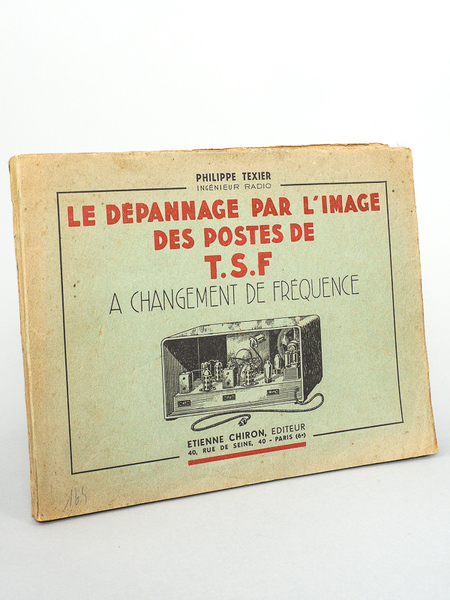 PHILIPPE TEXIER
INGÉNIEUR RADIO
LE DÉPANNAGE PAR L'IMAGE
DES POSTES DE
T.S.F
A CHANGEMENT DE FRÉQUENCE
ETIENNE CHIRON, EDITEUR
40, RUE DE SEINE, 40 - PARIS (6e)
165